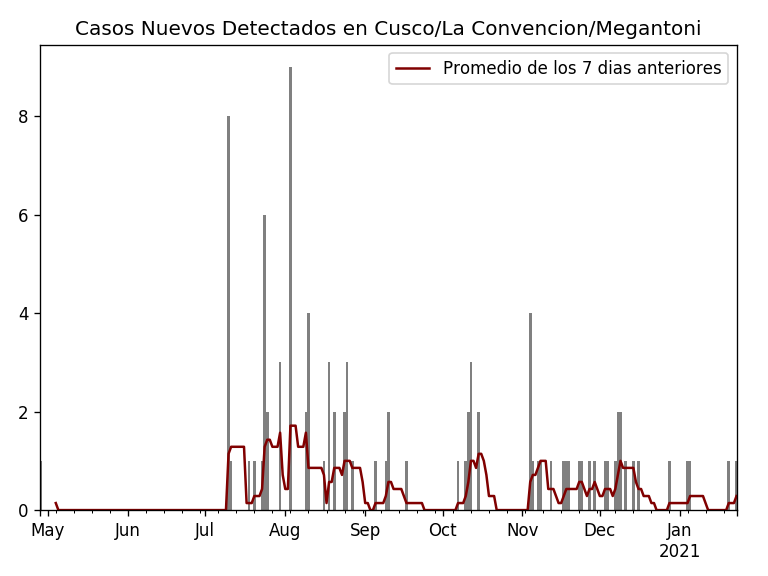 Casos Nuevos Detectados en Cusco/La Convencion/Megantoni
Promedio de los 7 dias anteriores
8
6
4
2
0
May Jun Jul Aug Sep Oct Nov Dec Jan
2021